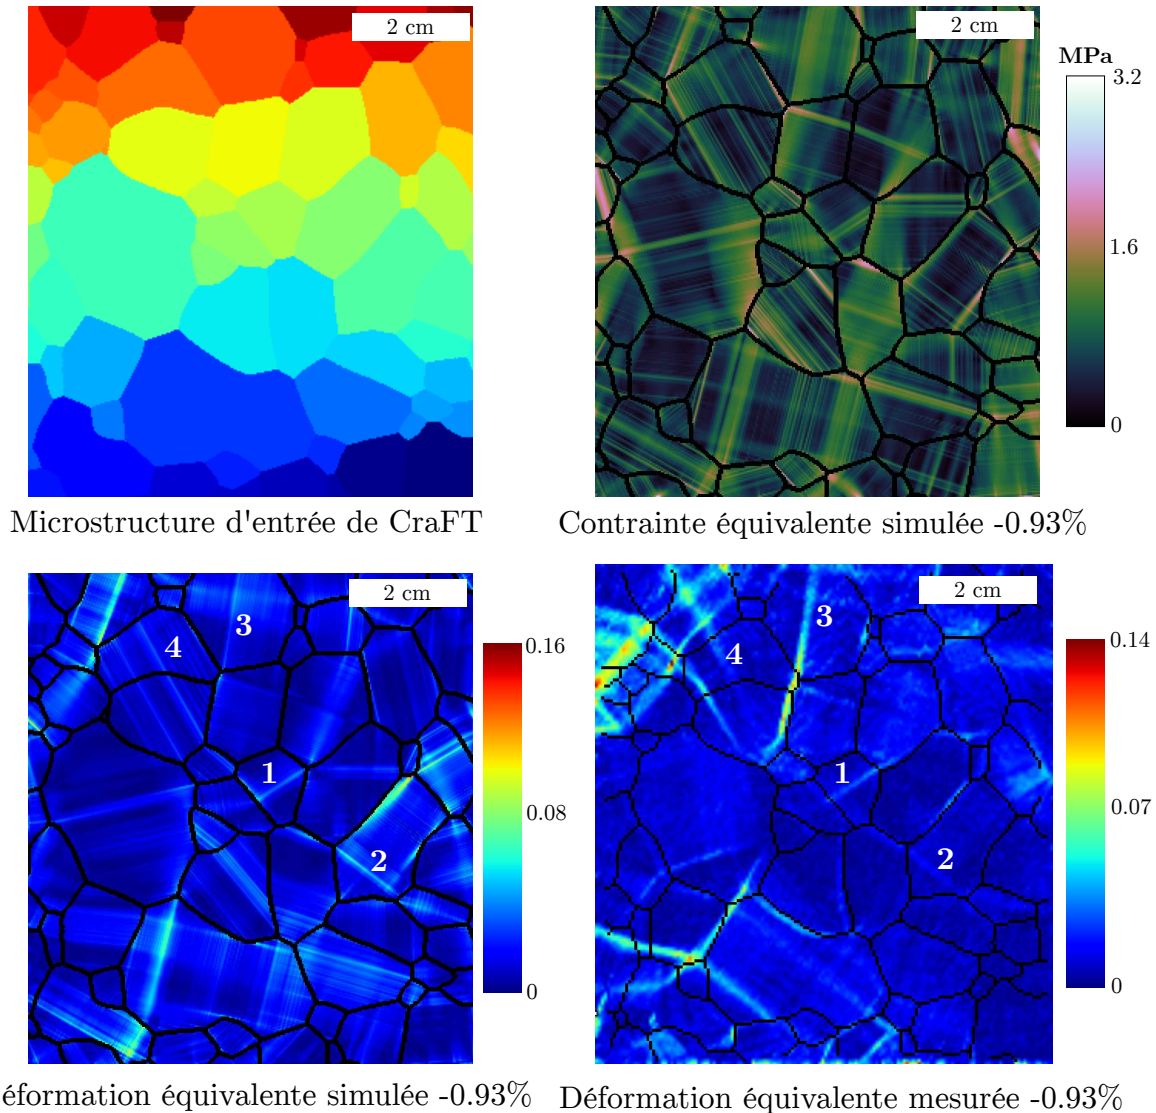 2 cm
2 cm
MPa
3.2
1.6
0
Microstructure d'entrée de CraFT
Contrainte équivalente simulée -0.93%
2 cm
3
4
1
2
0.16
0.08
0
2 cm
3
4
1
2
0.14
0.07
0
éformation équivalente simulée -0.93%
Déformation équivalente mesurée -0.93%